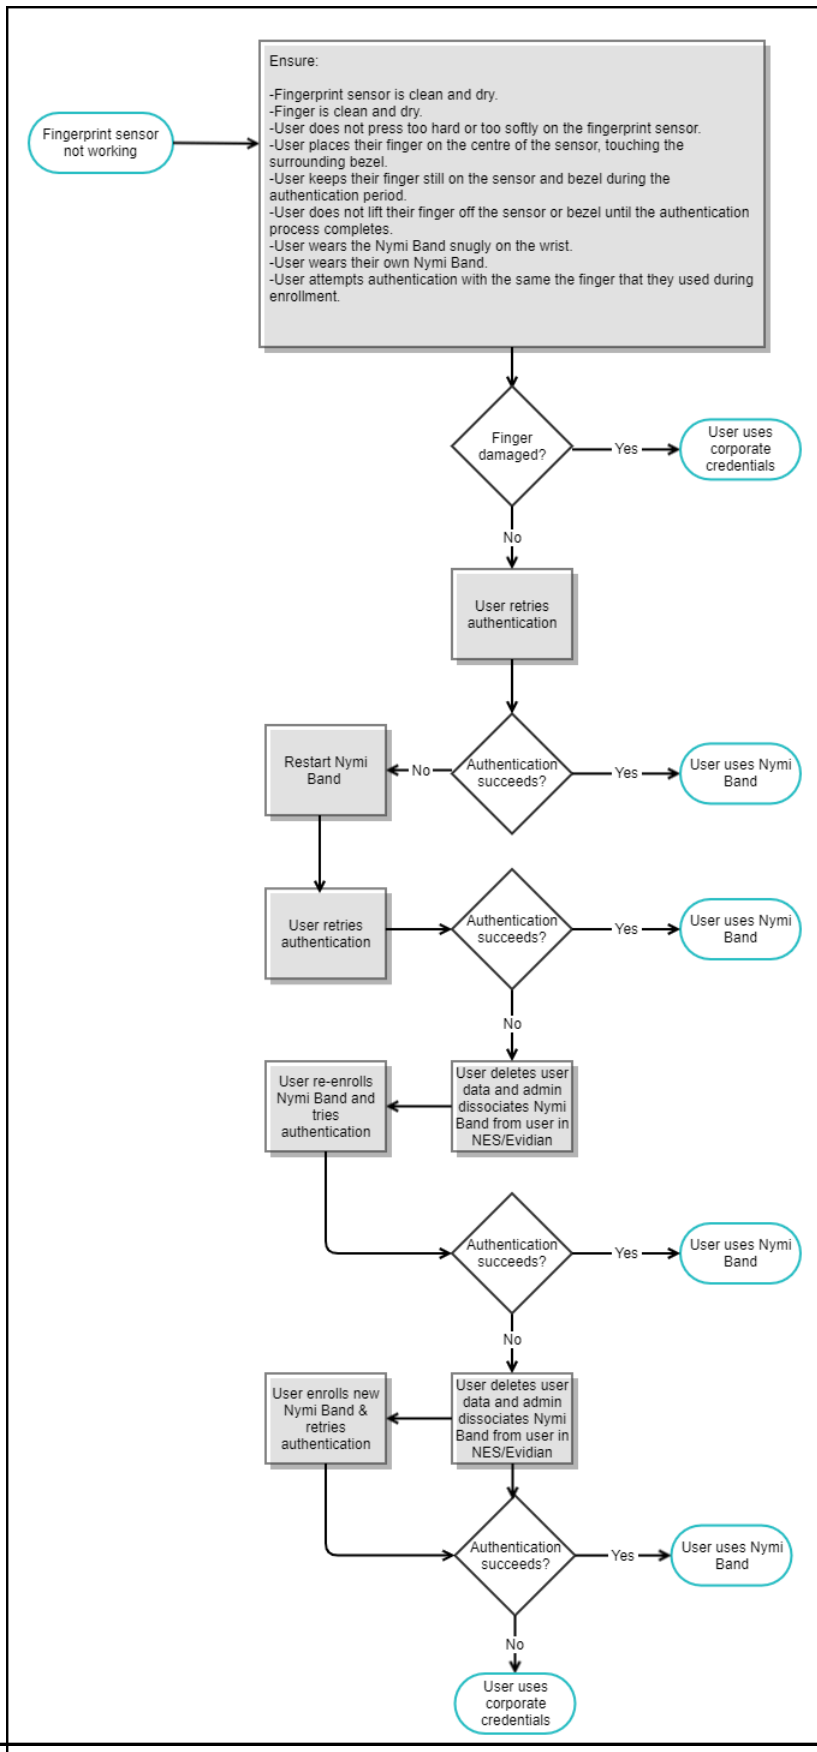 Fingerprint sensor
not working
Ensure:
-Fingerprint sensor is clean and dry.
-Finger is clean and dry.
-User does not press too hard or too softly on the fingerprint sensor.
-User places their finger on the centre of the sensor, touching the
surrounding bezel.
-User keeps their finger still on the sensor and bezel during the
authentication period.
-User does not lift their finger off the sensor or bezel until the authentication
process completes.
-User wears the Nymi Band snugly on the wrist.
-User wears their own Nymi Band.
-User attempts authentication with the same the finger that they used during
enrollment.
Finger
damaged?
Yes
User uses
corporate
credentials
No
User retries
authentication
Authentication
succeeds?
Yes
User uses Nymi
Band
No
Restart Nymi
Band
User retries
authentication
Authentication
succeeds?
Yes
User uses Nymi
Band
No
User deletes user
data and admin
dissociates Nymi
Band from user in
NES/Evidian
User re-enrolls
Nymi Band and
tries
authentication
Authentication
succeeds?
Yes
User uses Nymi
Band
No
User deletes user
data and admin
dissociates Nymi
Band from user in
NES/Evidian
User enrolls new
Nymi Band &
retries
authentication
Authentication
succeeds?
Yes
User uses Nymi
Band
No
User uses
corporate
credentials